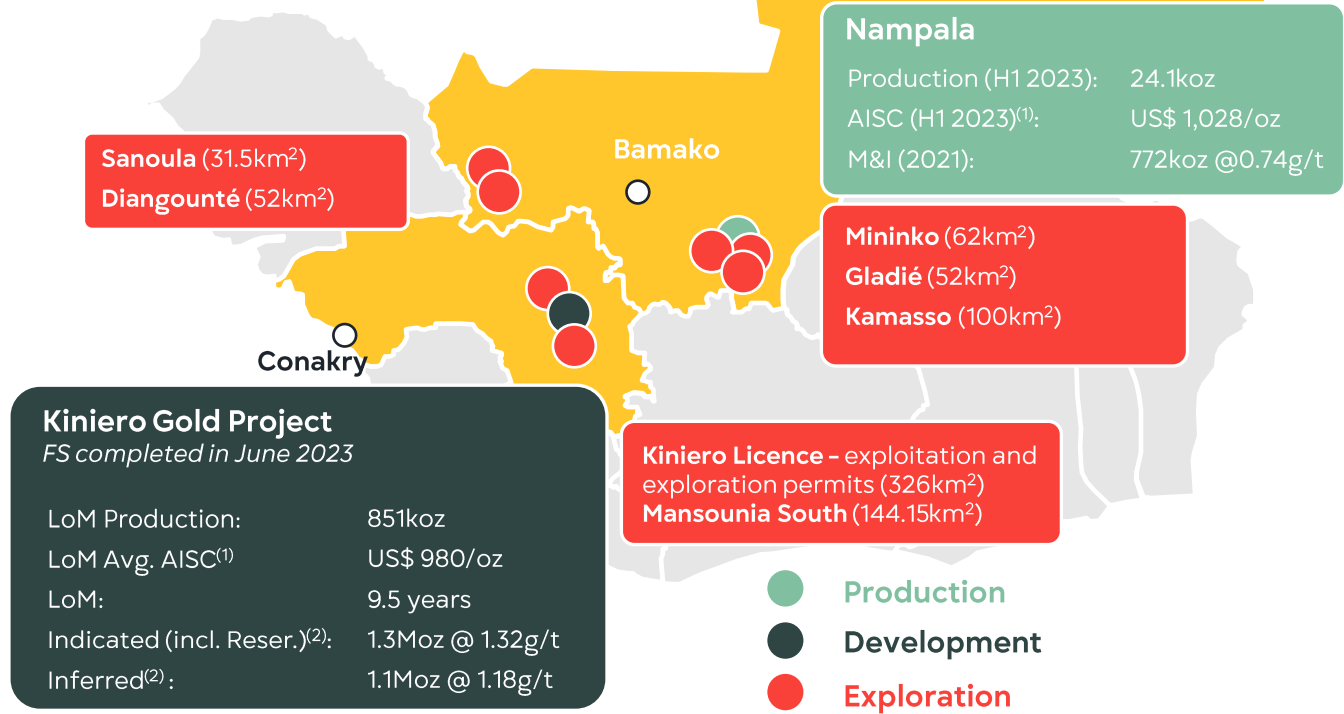 Nampala
Production (H1 2023): 24.1koz
AISC (H1 2023)⁽¹⁾: US$ 1,028/oz
M&I (2021): 772koz @0.74g/t
Sanoula (31.5km²)
Diangounté (52km²)
Bamako
Mininko (62km²)
Gladié (52km²)
Kamasso (100km²)
Conakry
Kiniero Gold Project
FS completed in June 2023
LoM Production: 851koz
LoM Avg. AISC⁽¹⁾ US$ 980/oz
LoM: 9.5 years
Indicated (incl. Reser.)⁽²⁾: 1.3Moz @ 1.32g/t
Inferred⁽²⁾ : 1.1Moz @ 1.18g/t
Kiniero Licence – exploitation and
exploration permits (326km²)
Mansounia South (144.15km²)
Production
Development
Exploration